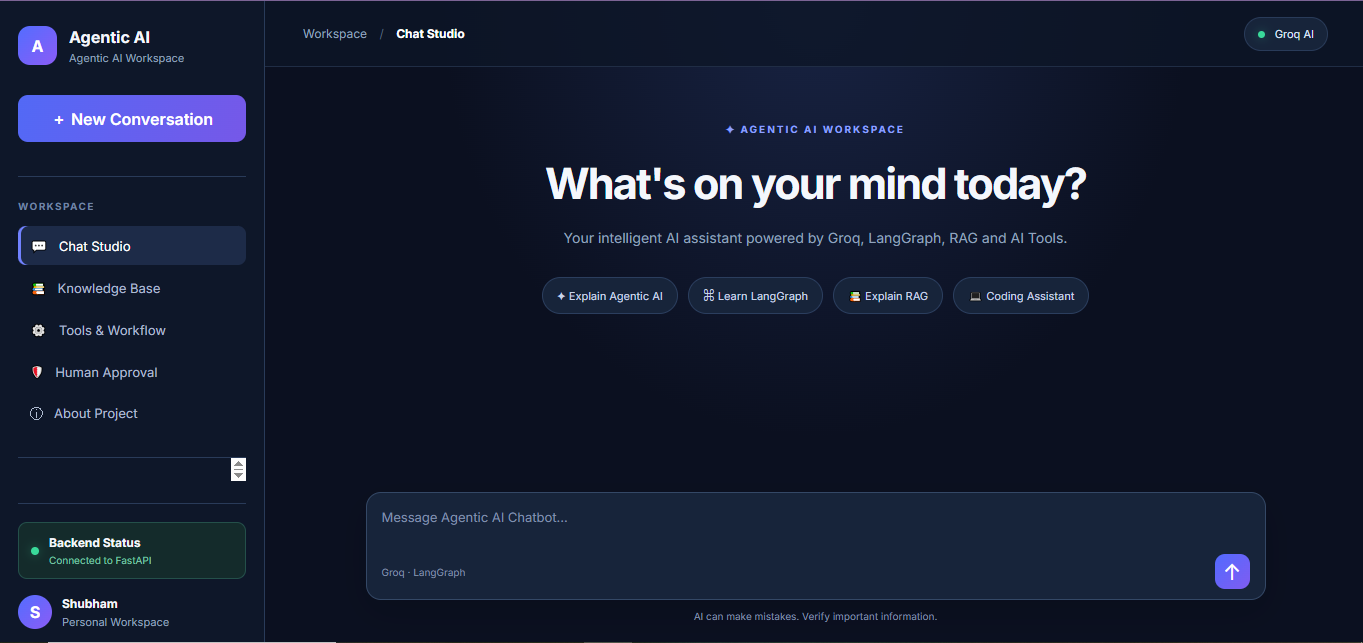 A
Agentic AI
Agentic AI Workspace
+ New Conversation
WORKSPACE
Chat Studio
Knowledge Base
Tools & Workflow
Human Approval
About Project
Backend Status
Connected to FastAPI
S
Shubham
Personal Workspace
Workspace / Chat Studio
Groq AI
✦ AGENTIC AI WORKSPACE
What's on your mind today?
Your intelligent AI assistant powered by Groq, LangGraph, RAG and AI Tools.
✦ Explain Agentic AI ⌘ Learn LangGraph 📚 Explain RAG 💻 Coding Assistant
Message Agentic AI Chatbot...
Groq · LangGraph
AI can make mistakes. Verify important information.